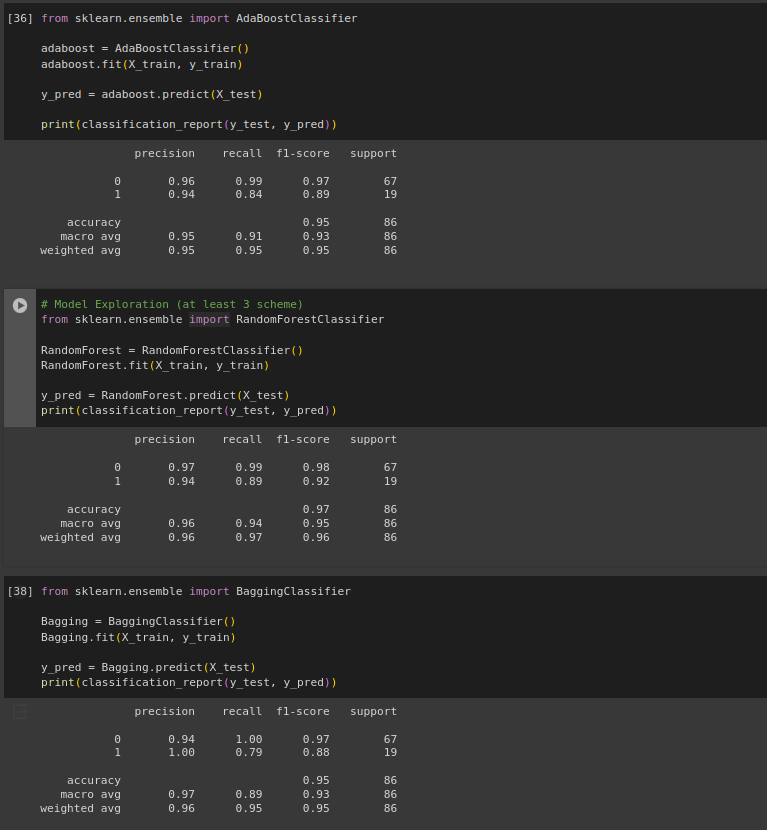 [36] from sklearn.ensemble import AdaBoostClassifier
adaboost = AdaBoostClassifier()
adaboost.fit(X_train, y_train)
y_pred = adaboost.predict(X_test)
print(classification_report(y_test, y_pred))
precision recall f1-score support
0 0.96 0.99 0.97 67
1 0.94 0.84 0.89 19
accuracy 0.95 86
macro avg 0.95 0.91 0.93 86
weighted avg 0.95 0.95 0.95 86
# Model Exploration (at least 3 scheme)
from sklearn.ensemble import RandomForestClassifier
RandomForest = RandomForestClassifier()
RandomForest.fit(X_train, y_train)
y_pred = RandomForest.predict(X_test)
print(classification_report(y_test, y_pred))
precision recall f1-score support
0 0.97 0.99 0.98 67
1 0.94 0.89 0.92 19
accuracy 0.97 86
macro avg 0.96 0.94 0.95 86
weighted avg 0.96 0.97 0.96 86
[38] from sklearn.ensemble import BaggingClassifier
Bagging = BaggingClassifier()
Bagging.fit(X_train, y_train)
y_pred = Bagging.predict(X_test)
print(classification_report(y_test, y_pred))
precision recall f1-score support
0 0.94 1.00 0.97 67
1 1.00 0.79 0.88 19
accuracy 0.95 86
macro avg 0.97 0.89 0.93 86
weighted avg 0.96 0.95 0.95 86